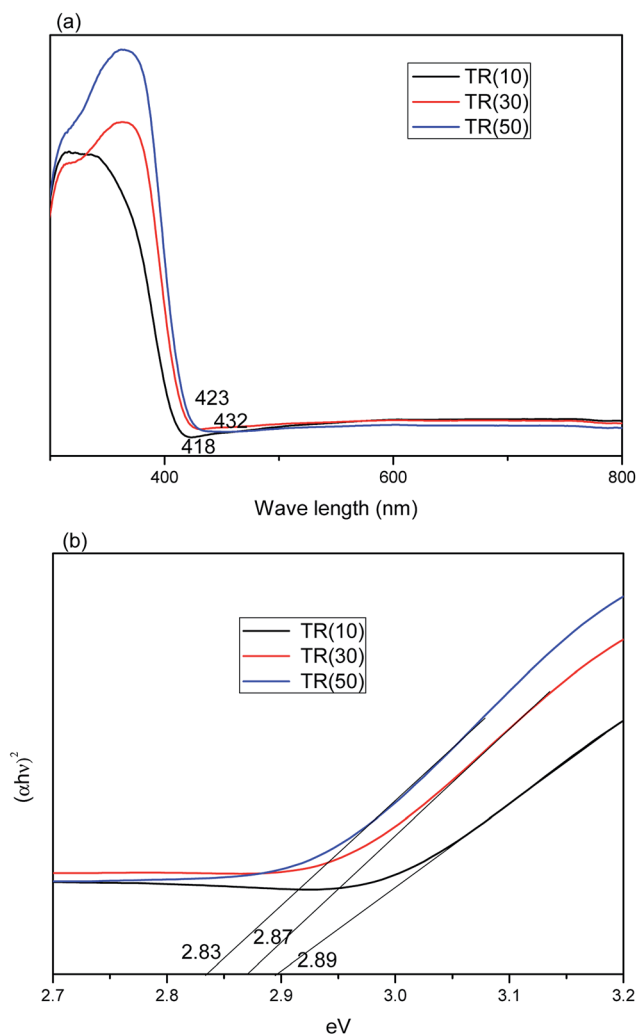 (a)
TR(10)
TR(30)
TR(50)
423
432
418
400
600
800
Wave length (nm)
(b)
TR(10)
TR(30)
TR(50)
(αhν)²
2.83
2.87
2.89
2.7
2.8
2.9
3.0
3.1
3.2
eV